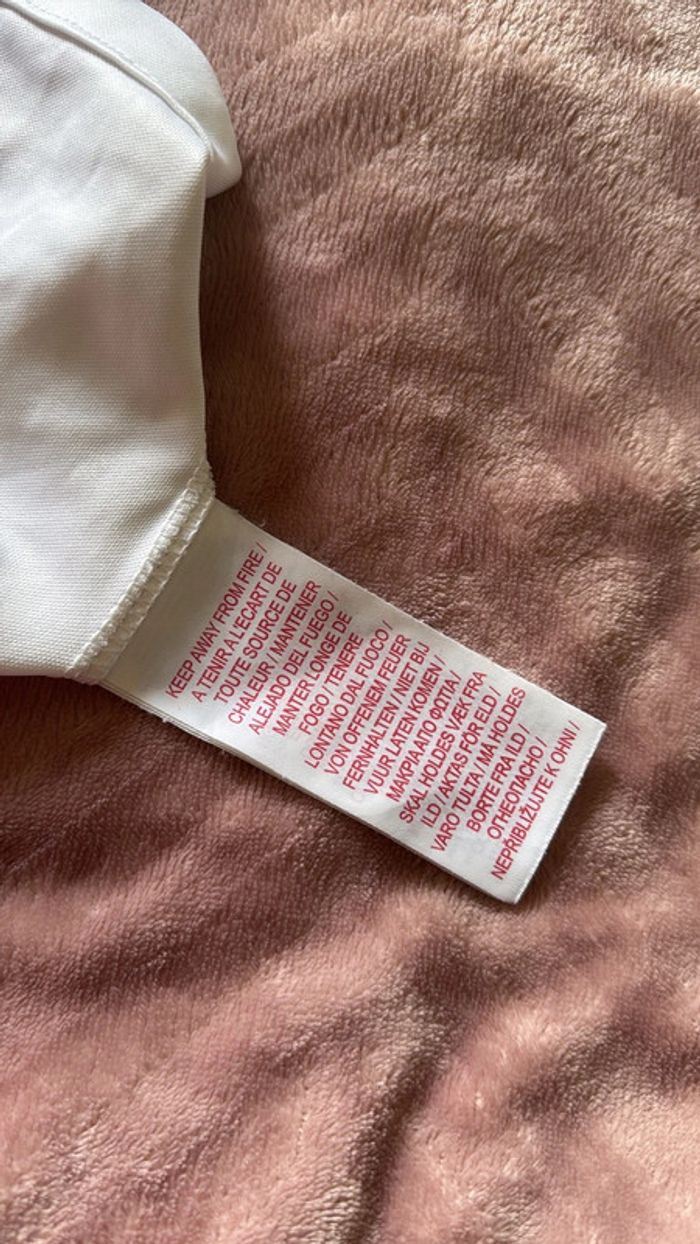 KEEP AWAY FROM FIRE /
A TENIR A LECART DE
TOUTE SOURCE DE
CHALEUR / MANTENER
ALEJADO DEL FUEGO /
MANTER LONGE DE
FOGO / TENERE
LONTANO DAL FUOCO /
VON OFFENEM FEUER
FERNHALTEN / NIET BIJ
VUUR LATEN KOMEN /
ΜΑΚΡΙΑ ΑΠΟ ΦΩΤΙΑ /
SKAL HOLDES VÆK FRA
ILD / AKTAS FÖR ELD /
VARO TULTA / MÅ HOLDES
BORTE FRA ILD /
ОГНЕОПАСНО /
NEPŘIBLIŽUJTE K OHNI /